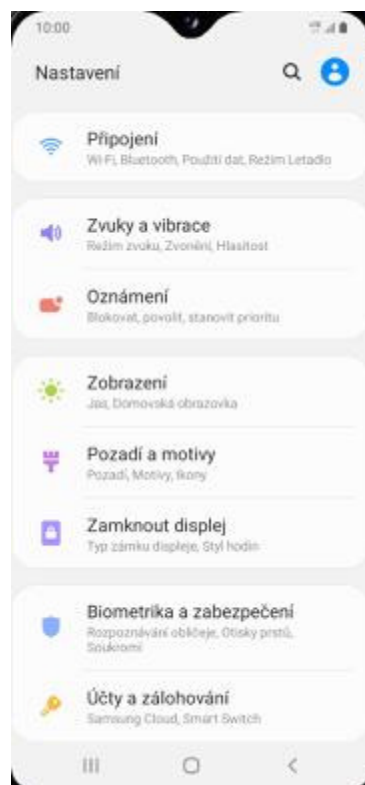 10:00
Nastavení
Připojení
Wi-Fi, Bluetooth, Použití dat, Režim Letadlo
Zvuky a vibrace
Režim zvuku, Zvonění, Hlasitost
Oznámení
Blokovat, povolit, stanovit prioritu
Zobrazení
Jas, Domovská obrazovka
Pozadí a motivy
Pozadí, Motivy, Ikony
Zamknout displej
Typ zámku displeje, Styl hodin
Biometrika a zabezpečení
Rozpoznávání obličeje, Otisky prstů,
Soukromí
Účty a zálohování
Samsung Cloud, Smart Switch